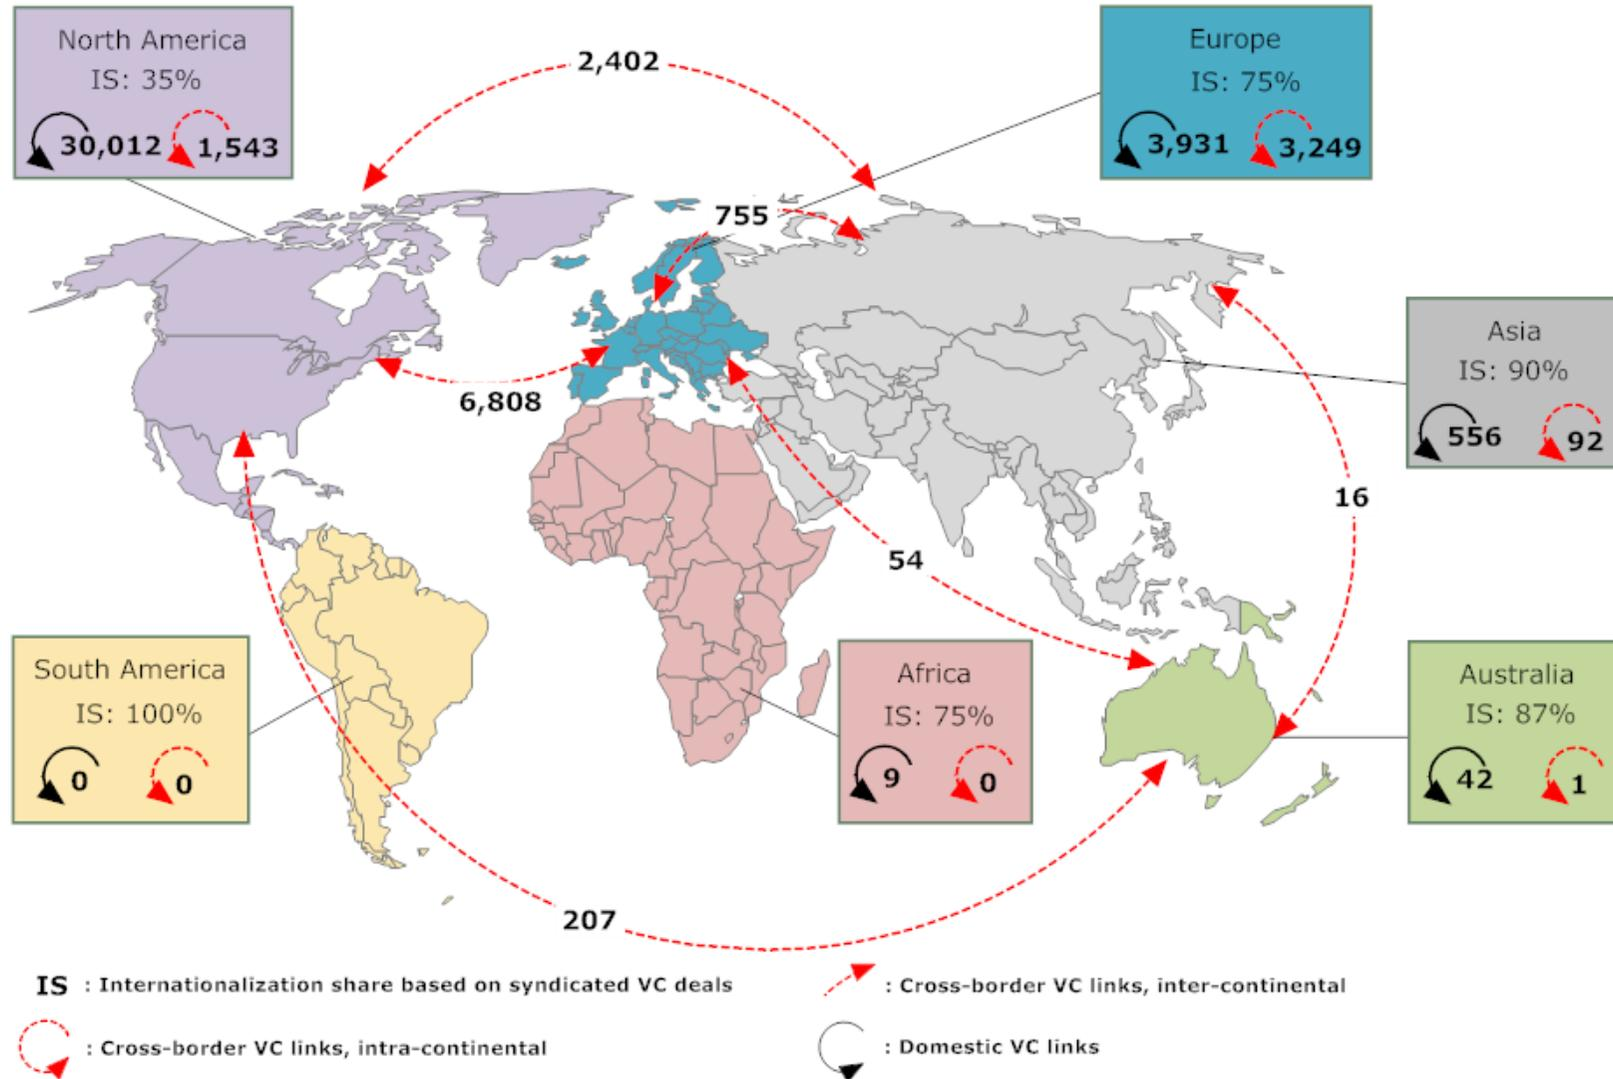 North America
IS: 35%
30,012 1,543
2,402
Europe
IS: 75%
3,931 3,249
755
6,808
Asia
IS: 90%
556 92
16
54
South America
IS: 100%
0 0
Africa
IS: 75%
9 0
Australia
IS: 87%
42 1
207
IS : Internationalization share based on syndicated VC deals
: Cross-border VC links, inter-continental
: Cross-border VC links, intra-continental
: Domestic VC links